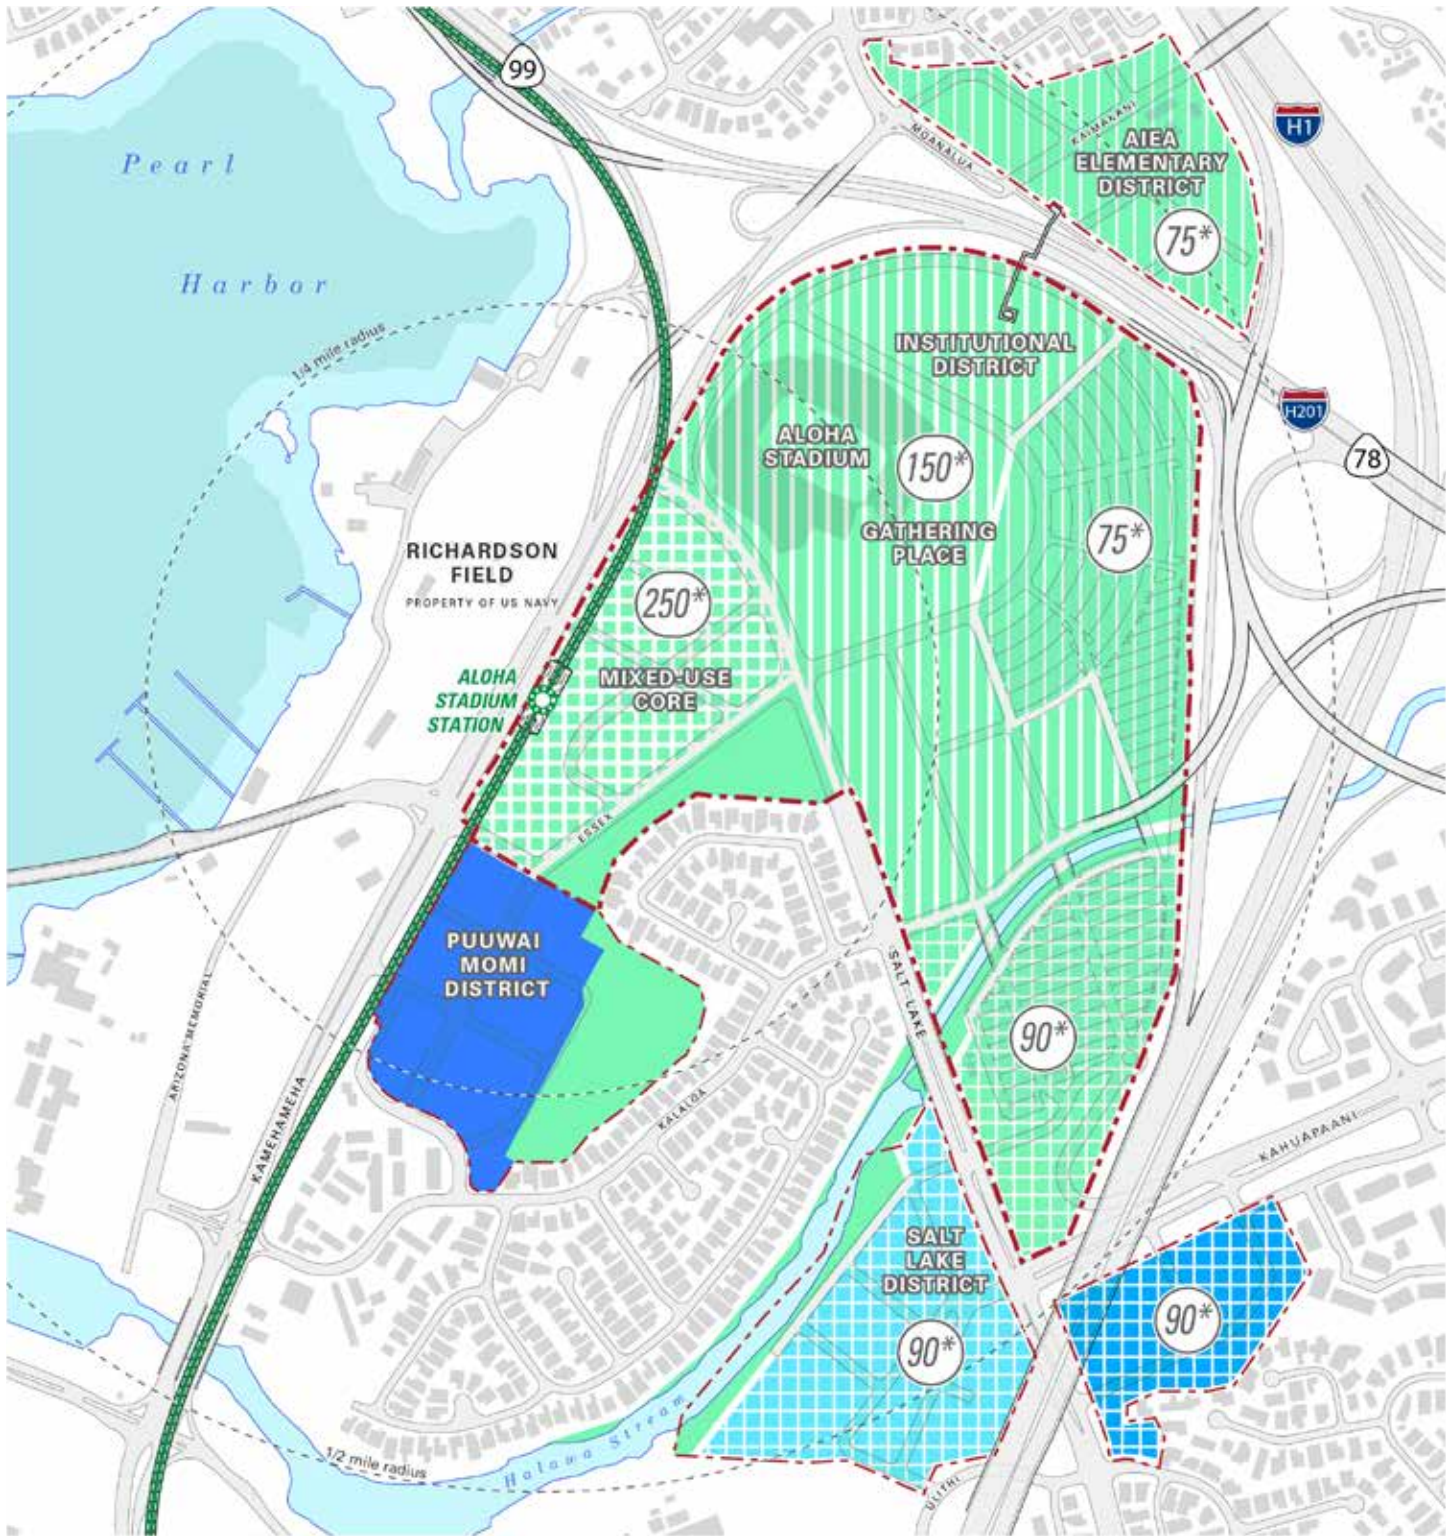 99
Pearl
Harbor
H1
KAIMAKANI
MOANALUA
AIEA
ELEMENTARY
DISTRICT
75*
1/4 mile radius
INSTITUTIONAL
DISTRICT
H201
78
ALOHA
STADIUM
150*
GATHERING
PLACE
75*
RICHARDSON
FIELD
PROPERTY OF US NAVY
250*
MIXED-USE
CORE
ALOHA
STADIUM
STATION
ESSEX
PUUWAI
MOMI
DISTRICT
SALT LAKE
90*
ARIZONA MEMORIAL
KAMEHAMEHA
KALALOA
KAHUAPAANI
SALT
LAKE
DISTRICT
90*
90*
1/2 mile radius
Halawa Stream
ULITHI